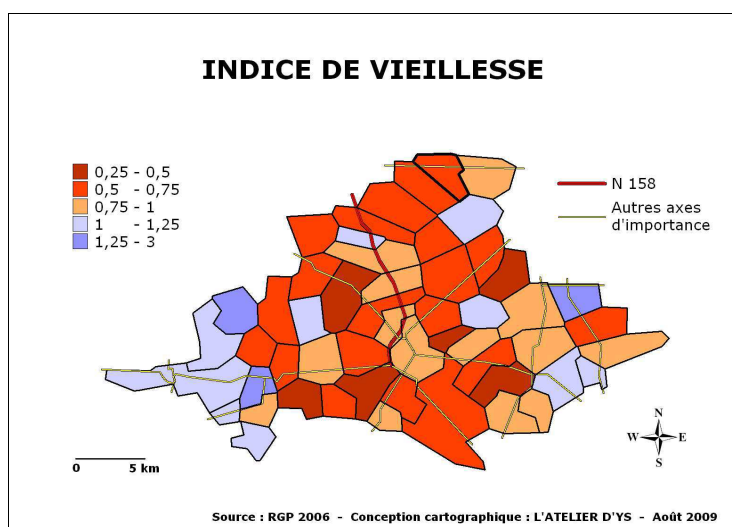 INDICE DE VIEILLESSE
0,25 - 0,5
0,5 - 0,75
0,75 - 1
1 - 1,25
1,25 - 3
N 158
Autres axes
d'importance
0 5 km
N
W E
S
Source : RGP 2006 - Conception cartographique : L'ATELIER D'YS - Août 2009